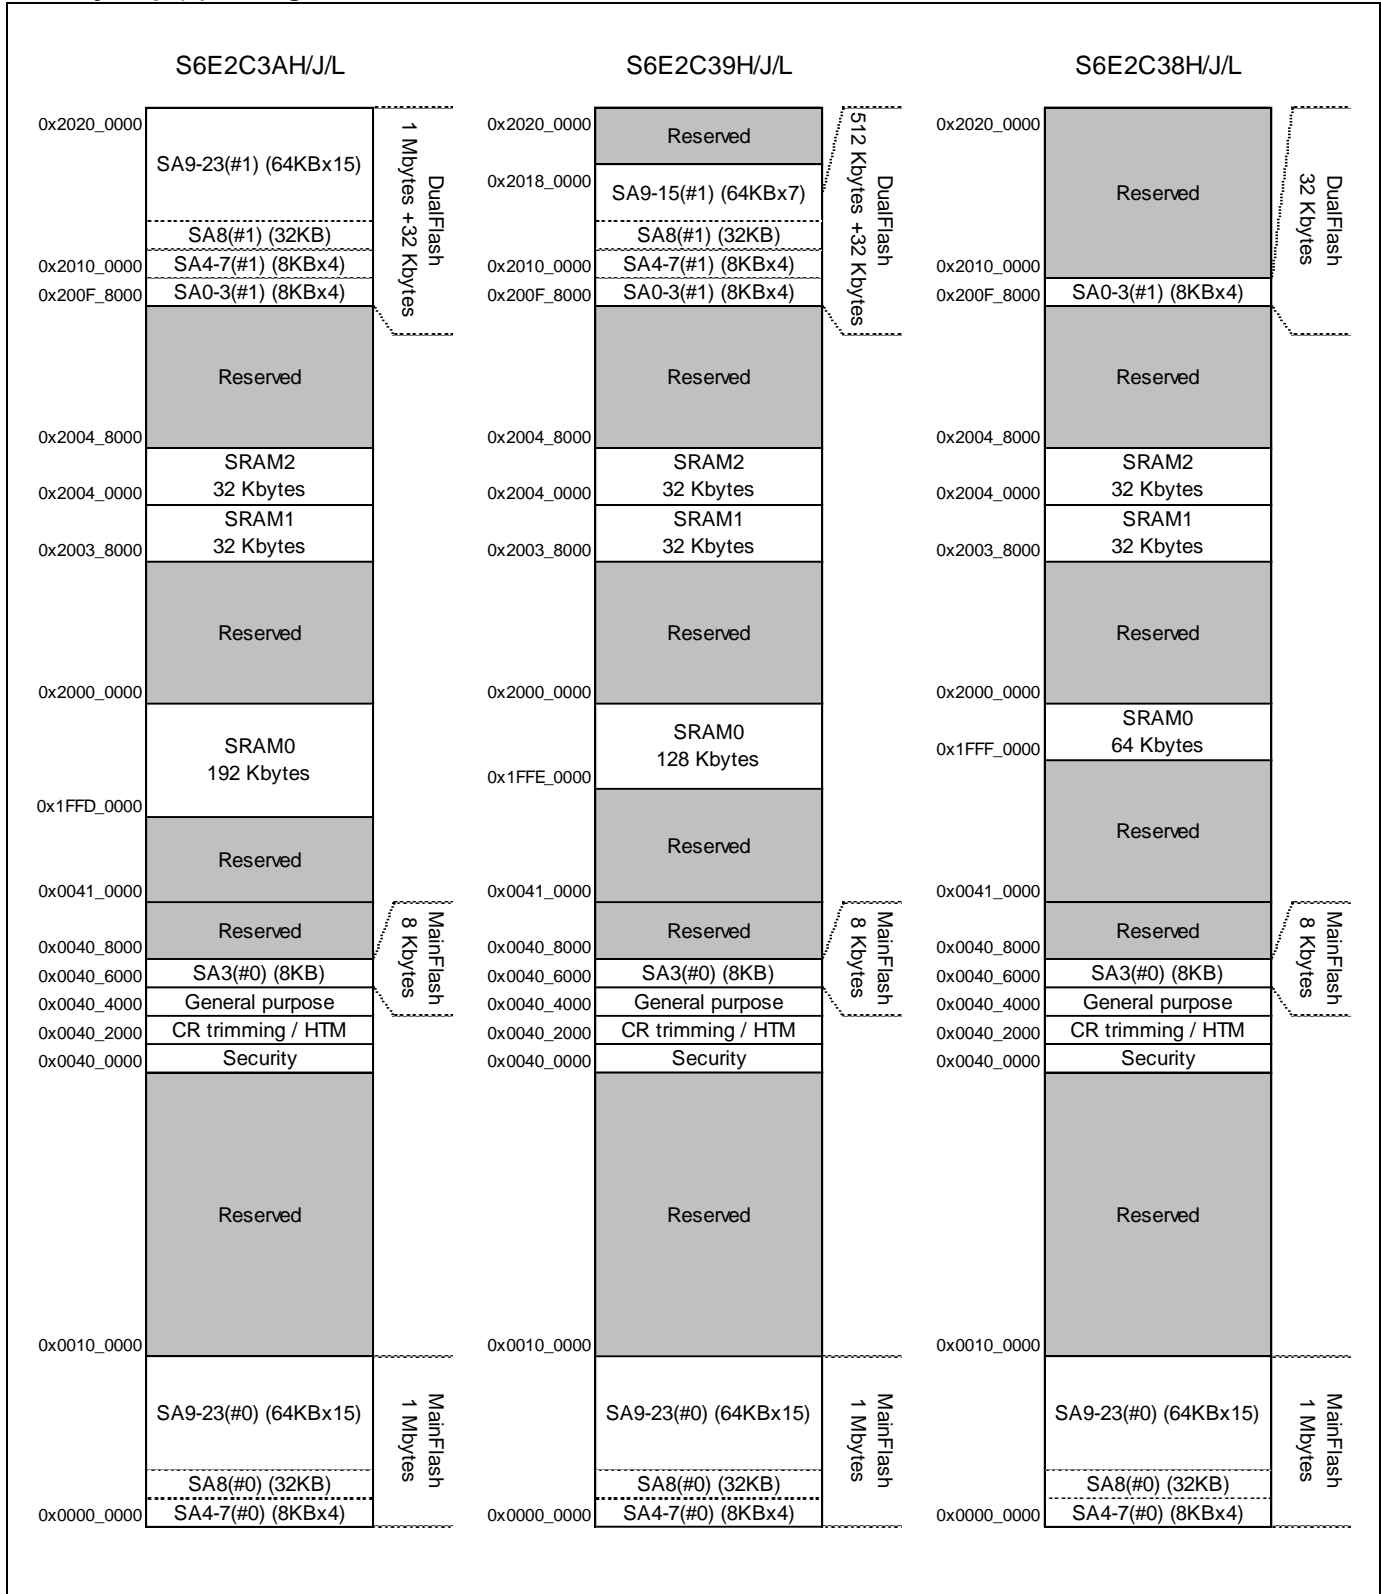 S6E2C3AH/J/L
0x2020_0000
SA9-23(#1) (64KBx15)
SA8(#1) (32KB)
0x2010_0000
SA4-7(#1) (8KBx4)
0x200F_8000
SA0-3(#1) (8KBx4)
DualFlash
1 Mbytes +32 Kbytes
Reserved
0x2004_8000
SRAM2
32 Kbytes
0x2004_0000
SRAM1
32 Kbytes
0x2003_8000
Reserved
0x2000_0000
SRAM0
192 Kbytes
0x1FFD_0000
Reserved
0x0041_0000
Reserved
0x0040_8000
SA3(#0) (8KB)
0x0040_6000
General purpose
0x0040_4000
CR trimming / HTM
0x0040_2000
Security
0x0040_0000
MainFlash
8 Kbytes
Reserved
0x0010_0000
SA9-23(#0) (64KBx15)
SA8(#0) (32KB)
SA4-7(#0) (8KBx4)
0x0000_0000
MainFlash
1 Mbytes
S6E2C39H/J/L
0x2020_0000
Reserved
0x2018_0000
SA9-15(#1) (64KBx7)
SA8(#1) (32KB)
0x2010_0000
SA4-7(#1) (8KBx4)
0x200F_8000
SA0-3(#1) (8KBx4)
DualFlash
512 Kbytes +32 Kbytes
Reserved
0x2004_8000
SRAM2
32 Kbytes
0x2004_0000
SRAM1
32 Kbytes
0x2003_8000
Reserved
0x2000_0000
SRAM0
128 Kbytes
0x1FFE_0000
Reserved
0x0041_0000
Reserved
0x0040_8000
SA3(#0) (8KB)
0x0040_6000
General purpose
0x0040_4000
CR trimming / HTM
0x0040_2000
Security
0x0040_0000
MainFlash
8 Kbytes
Reserved
0x0010_0000
SA9-23(#0) (64KBx15)
SA8(#0) (32KB)
SA4-7(#0) (8KBx4)
0x0000_0000
MainFlash
1 Mbytes
S6E2C38H/J/L
0x2020_0000
Reserved
0x2010_0000
0x200F_8000
SA0-3(#1) (8KBx4)
DualFlash
32 Kbytes
Reserved
0x2004_8000
SRAM2
32 Kbytes
0x2004_0000
SRAM1
32 Kbytes
0x2003_8000
Reserved
0x2000_0000
SRAM0
64 Kbytes
0x1FFF_0000
Reserved
0x0041_0000
Reserved
0x0040_8000
SA3(#0) (8KB)
0x0040_6000
General purpose
0x0040_4000
CR trimming / HTM
0x0040_2000
Security
0x0040_0000
MainFlash
8 Kbytes
Reserved
0x0010_0000
SA9-23(#0) (64KBx15)
SA8(#0) (32KB)
SA4-7(#0) (8KBx4)
0x0000_0000
MainFlash
1 Mbytes